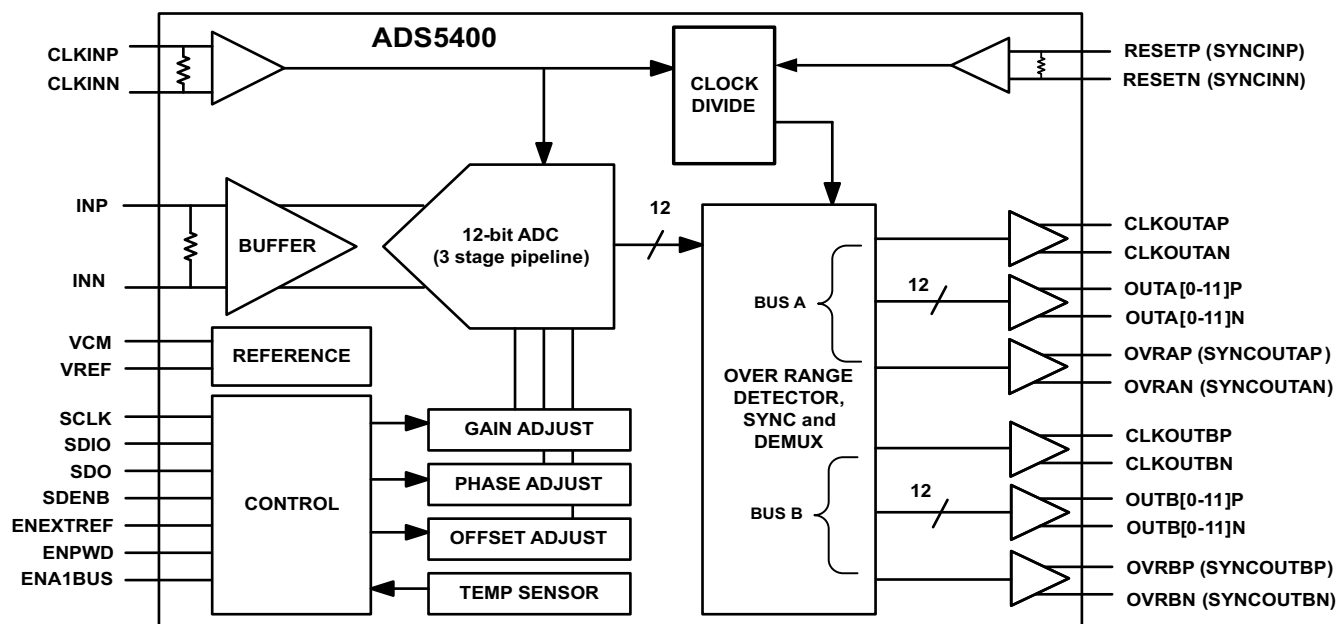 ADS5400
CLKINP
CLKINN
CLOCK
DIVIDE
RESETP (SYNCINP)
RESETN (SYNCINN)
INP
INN
BUFFER
12-bit ADC
(3 stage pipeline)
12
VCM
VREF
REFERENCE
SCLK
SDIO
SDO
SDENB
ENEXTREF
ENPWD
ENA1BUS
CONTROL
GAIN ADJUST
PHASE ADJUST
OFFSET ADJUST
TEMP SENSOR
BUS A
OVER RANGE
DETECTOR,
SYNC and
DEMUX
BUS B
12
12
CLKOUTAP
CLKOUTAN
OUTA[0-11]P
OUTA[0-11]N
OVRAP (SYNCOUTAP)
OVRAN (SYNCOUTAN)
CLKOUTBP
CLKOUTBN
OUTB[0-11]P
OUTB[0-11]N
OVRBP (SYNCOUTBP)
OVRBN (SYNCOUTBN)